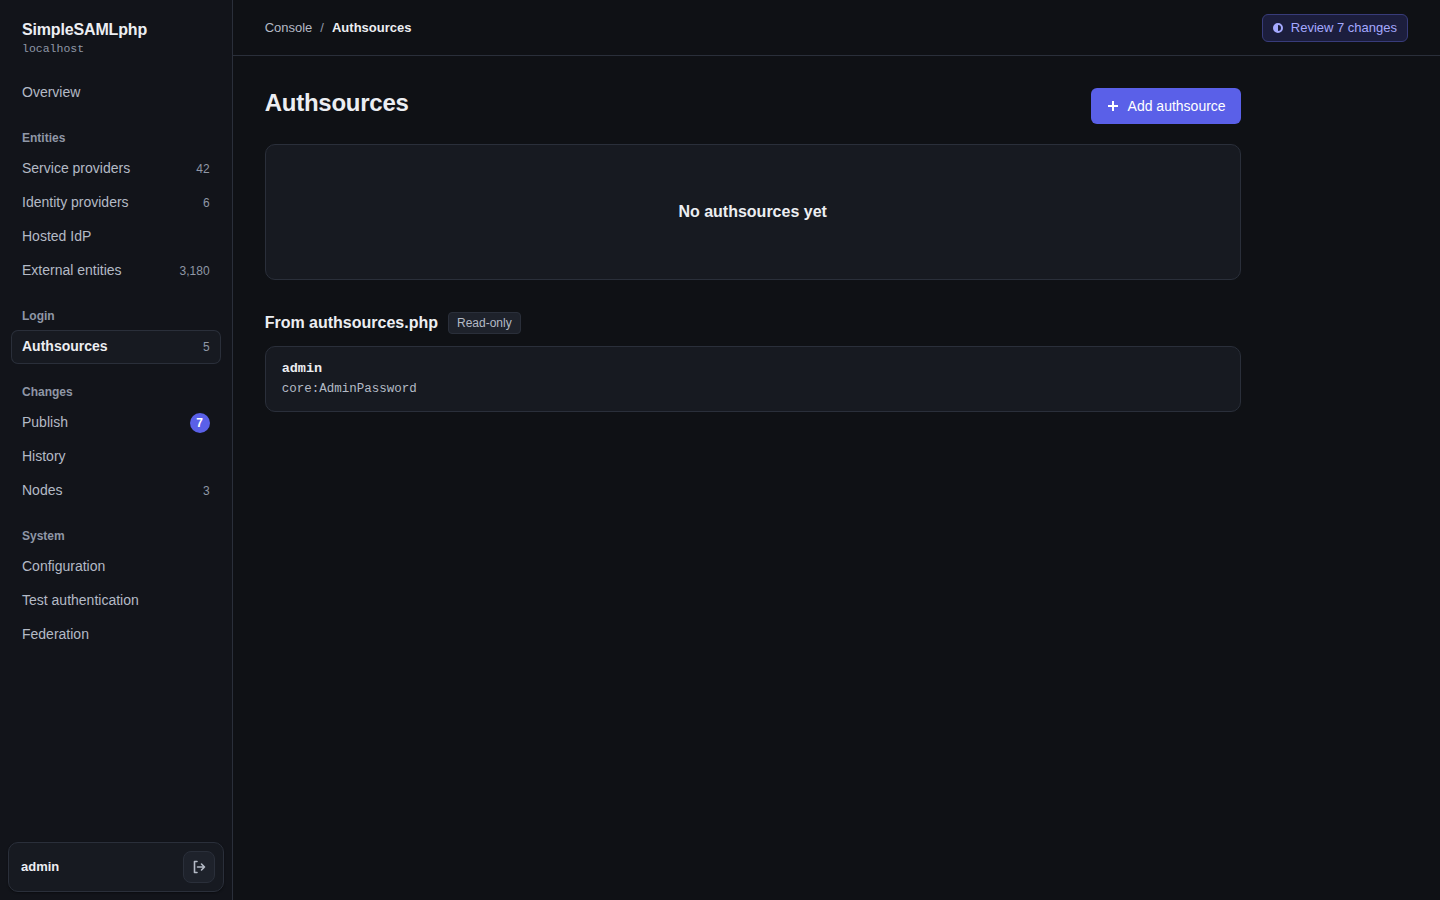 SimpleSAMLphp
localhost
Overview
Entities
Service providers 42
Identity providers 6
Hosted IdP
External entities 3,180
Login
Authsources 5
Changes
Publish 7
History
Nodes 3
System
Configuration
Test authentication
Federation
admin
Console / Authsources
Review 7 changes
Authsources
Add authsource
No authsources yet
From authsources.php Read-only
admin
core:AdminPassword